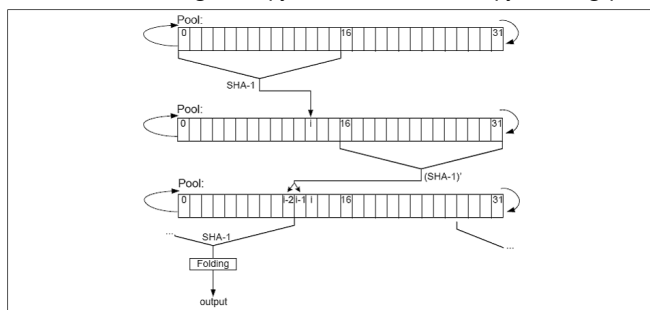 Pool:
0 16 31
SHA-1
Pool:
0 i 16 31
(SHA-1)'
Pool:
0 i-2 i-1 i 16 31
... SHA-1
...
Folding
output